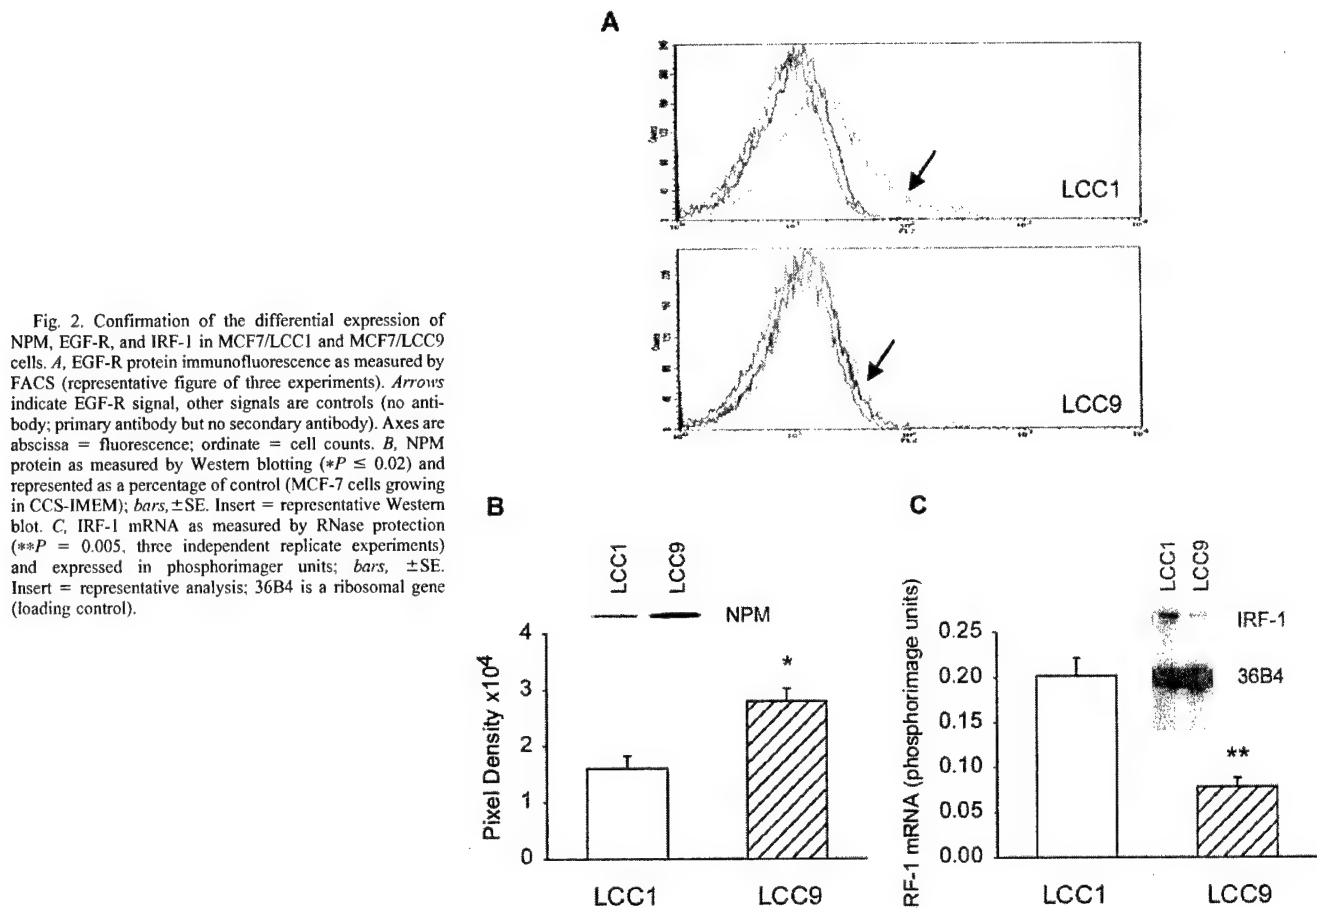 Fig. 2. Confirmation of the differential expression of
NPM, EGF-R, and IRF-1 in MCF7/LCC1 and MCF7/LCC9
cells. A, EGF-R protein immunofluorescence as measured by
FACS (representative figure of three experiments). Arrows
indicate EGF-R signal, other signals are controls (no anti-
body; primary antibody but no secondary antibody). Axes are
abscissa = fluorescence; ordinate = cell counts. B, NPM
protein as measured by Western blotting (*P ≤ 0.02) and
represented as a percentage of control (MCF-7 cells growing
in CCS-IMEM); bars, ±SE. Insert = representative Western
blot. C, IRF-1 mRNA as measured by RNase protection
(**P = 0.005, three independent replicate experiments)
and expressed in phosphorimager units; bars, ±SE.
Insert = representative analysis; 36B4 is a ribosomal gene
(loading control).
A
LCC1
LCC9
B
LCC1
LCC9
NPM
Pixel Density x10⁴
4
3
2
1
0
*
LCC1
LCC9
C
LCC1
LCC9
IRF-1
36B4
RF-1 mRNA (phosphorimage units)
0.25
0.20
0.15
0.10
0.05
0.00
**
LCC1
LCC9